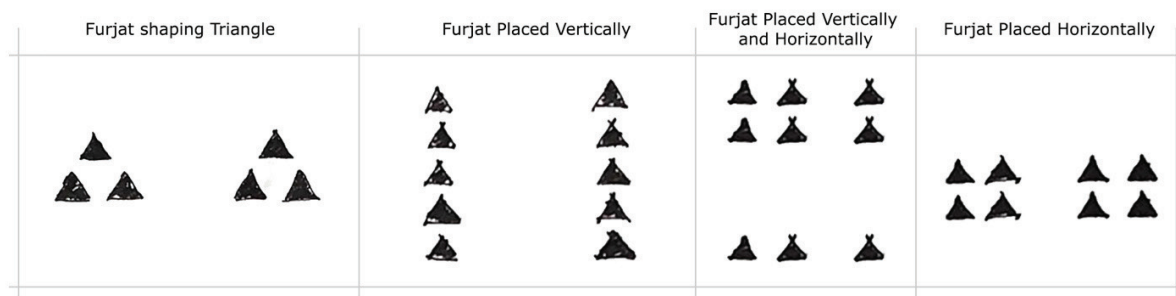 Furjat shaping Triangle
Furjat Placed Vertically
Furjat Placed Vertically
and Horizontally
Furjat Placed Horizontally